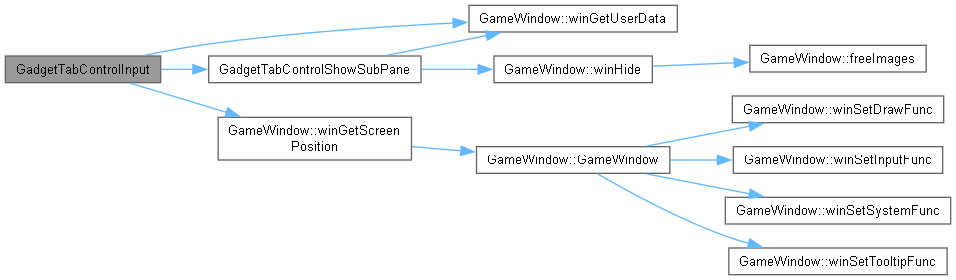 GadgetTabControlInput
GameWindow::winGetUserData
GadgetTabControlShowSubPane
GameWindow::winHide
GameWindow::freeImages
GameWindow::winGetScreen
Position
GameWindow::GameWindow
GameWindow::winSetDrawFunc
GameWindow::winSetInputFunc
GameWindow::winSetSystemFunc
GameWindow::winSetTooltipFunc